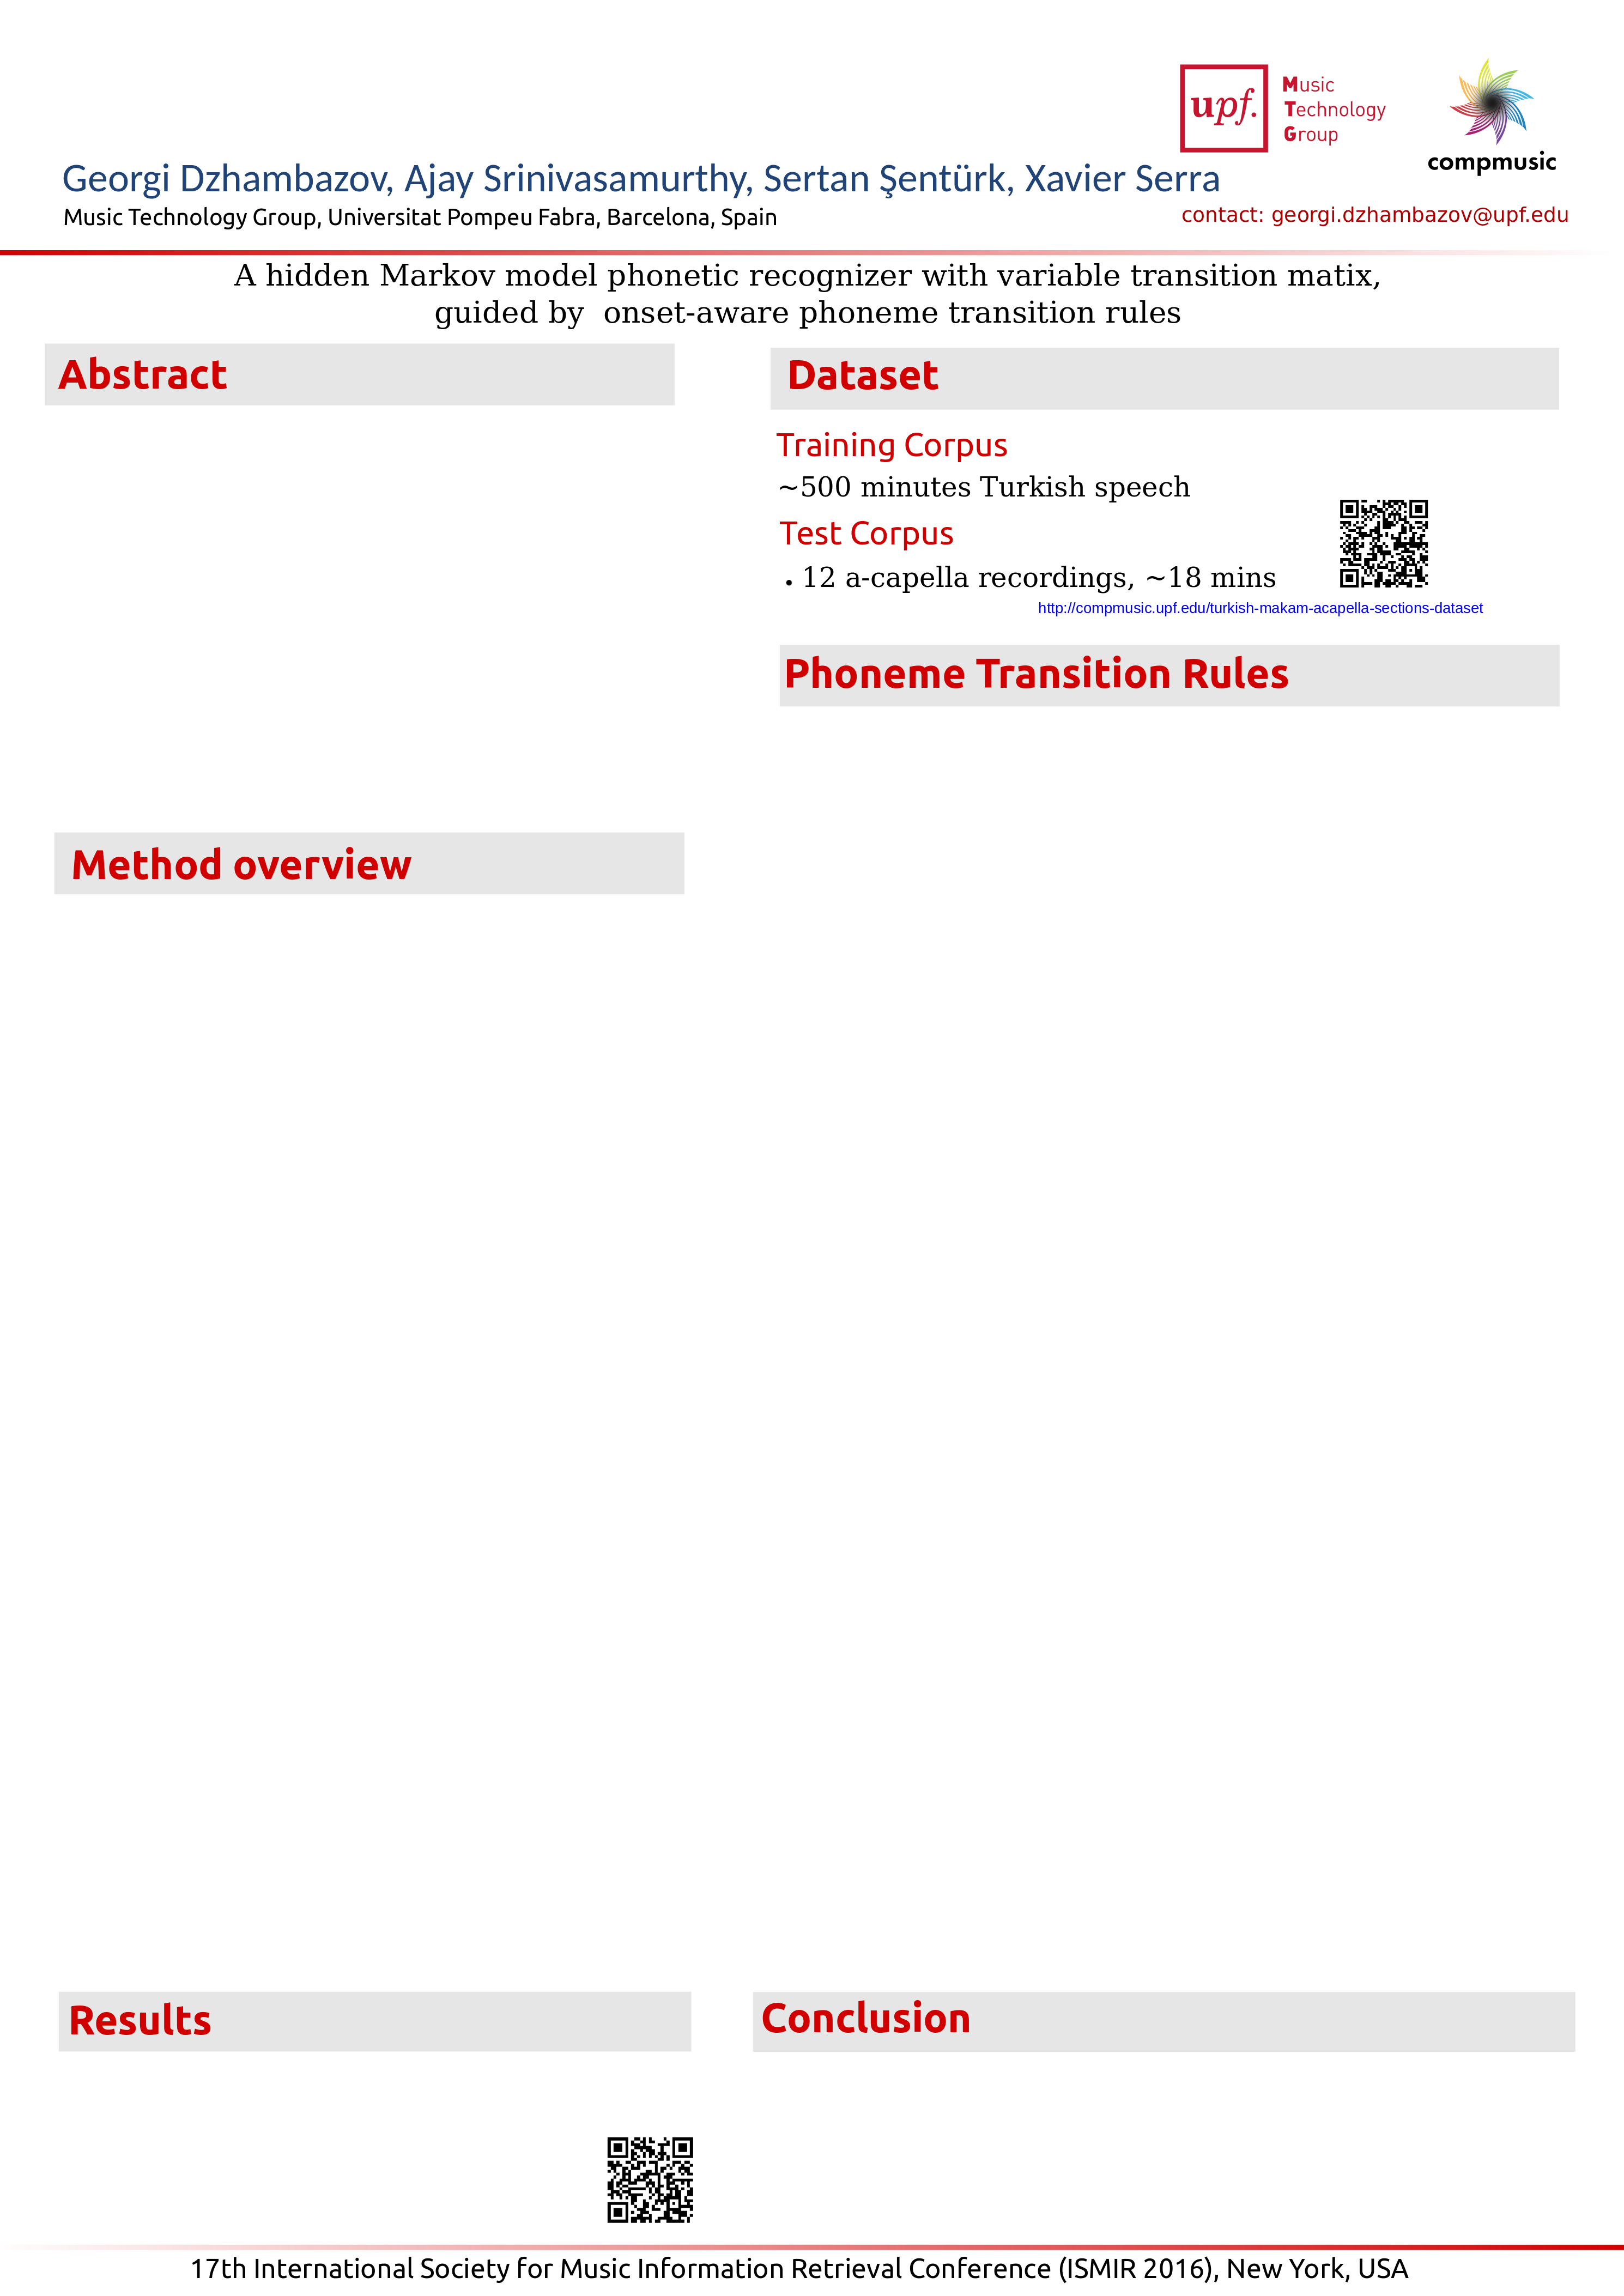 upf.
Music
Technology
Group
compmusic
Georgi Dzhambazov, Ajay Srinivasamurthy, Sertan Şentürk, Xavier Serra
Music Technology Group, Universitat Pompeu Fabra, Barcelona, Spain
contact: georgi.dzhambazov@upf.edu
A hidden Markov model phonetic recognizer with variable transition matix,
guided by  onset-aware phoneme transition rules
Abstract
Method overview
Dataset
Training Corpus
~500 minutes Turkish speech
Test Corpus
• 12 a-capella recordings, ~18 mins
http://compmusic.upf.edu/turkish-makam-acapella-sections-dataset
Phoneme Transition Rules
Results
Conclusion
17th International Society for Music Information Retrieval Conference (ISMIR 2016), New York, USA